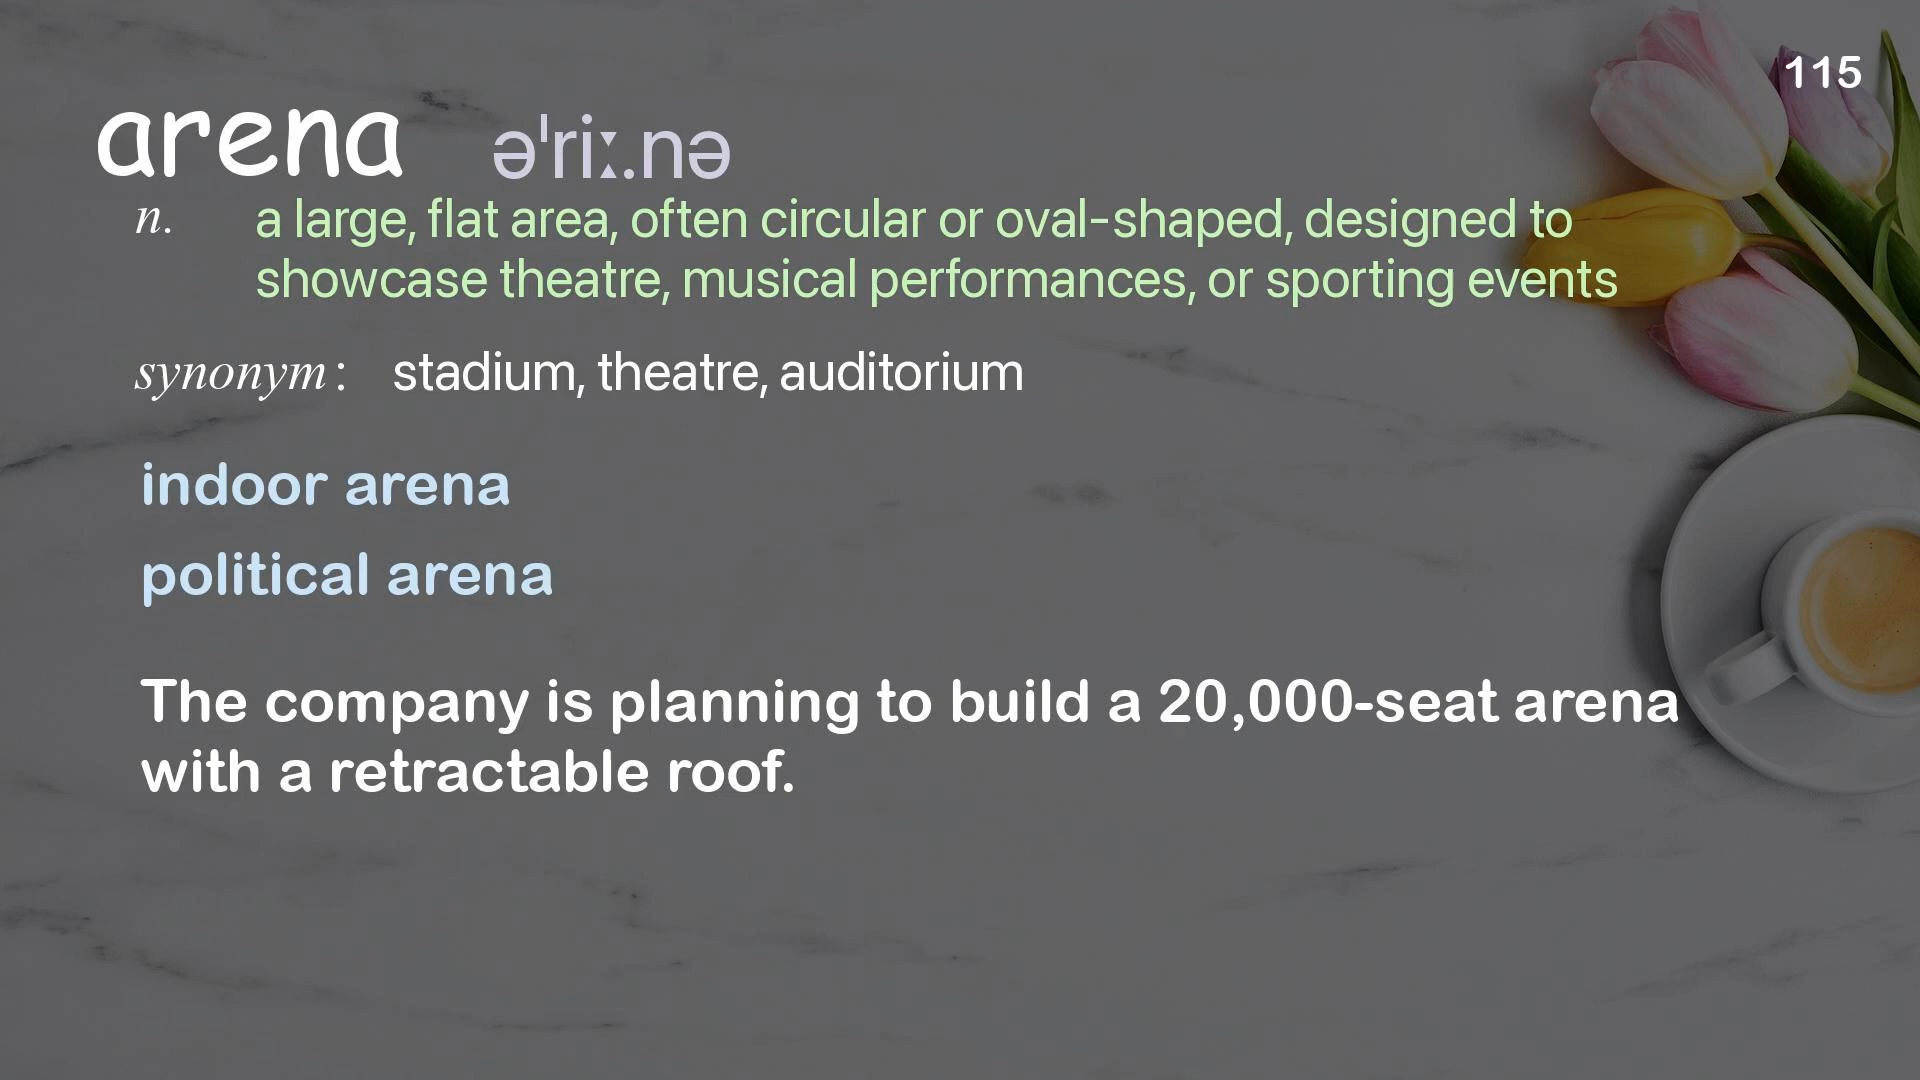 115
arena əˈriː.nə
n. a large, flat area, often circular or oval-shaped, designed to
showcase theatre, musical performances, or sporting events
synonym : stadium, theatre, auditorium
indoor arena
political arena
The company is planning to build a 20,000-seat arena
with a retractable roof.